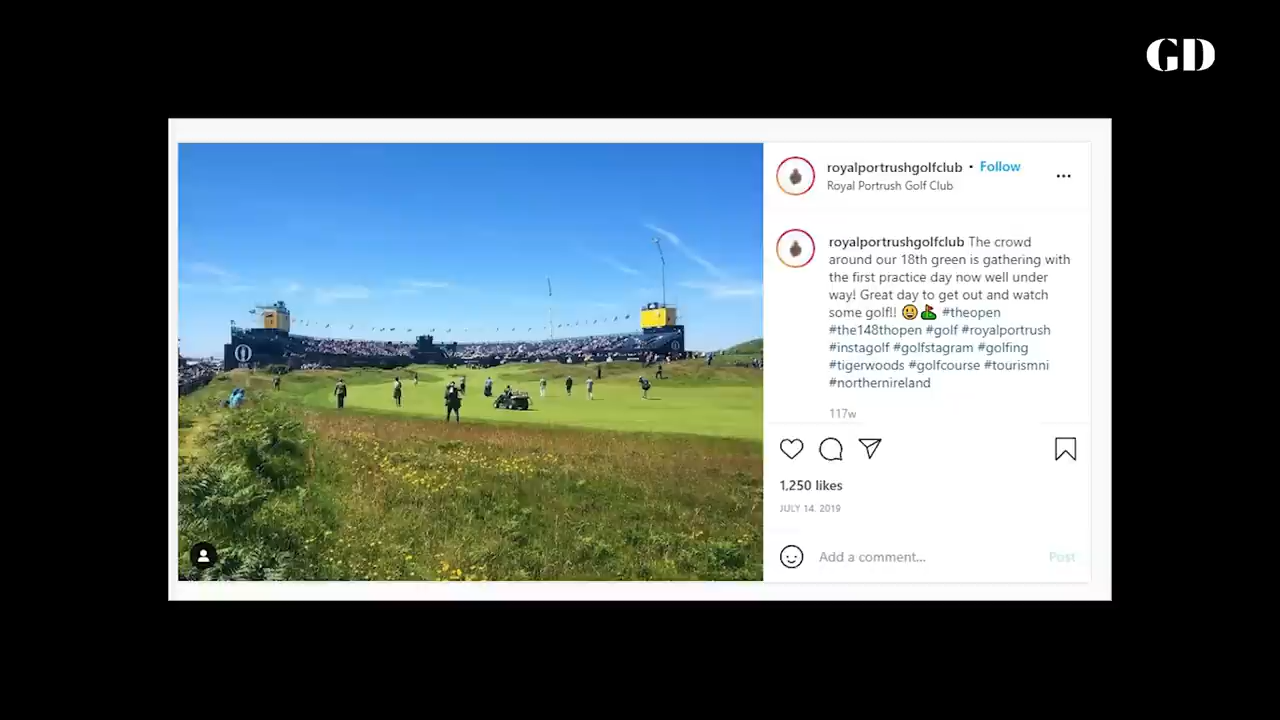 GD
royalportrushgolfclub • Follow
Royal Portrush Golf Club
royalportrushgolfclub The crowd
around our 18th green is gathering with
the first practice day now well under
way! Great day to get out and watch
some golf!! 😀⛳ #theopen
#the148thopen #golf #royalportrush
#instagolf #golfstagram #golfing
#tigerwoods #golfcourse #tourismni
#northernireland
117w
1,250 likes
JULY 14, 2019
Add a comment...
Post